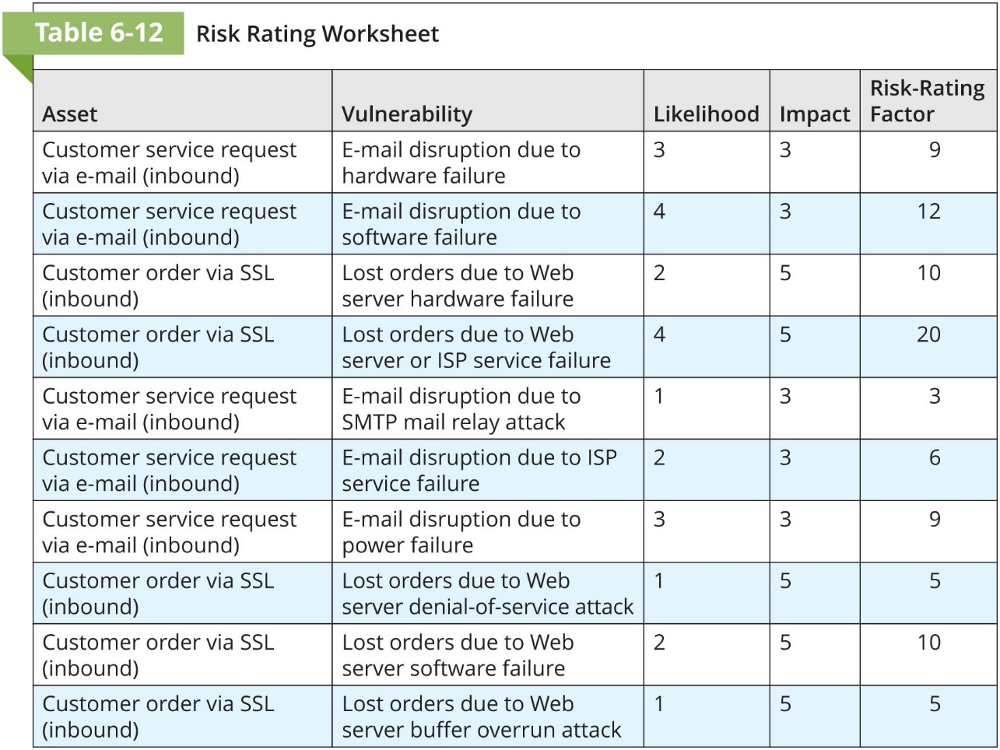 Table 6-12 Risk Rating Worksheet
Asset Vulnerability Likelihood Impact Risk-Rating Factor
Customer service request via e-mail (inbound) E-mail disruption due to hardware failure 3 3 9
Customer service request via e-mail (inbound) E-mail disruption due to software failure 4 3 12
Customer order via SSL (inbound) Lost orders due to Web server hardware failure 2 5 10
Customer order via SSL (inbound) Lost orders due to Web server or ISP service failure 4 5 20
Customer service request via e-mail (inbound) E-mail disruption due to SMTP mail relay attack 1 3 3
Customer service request via e-mail (inbound) E-mail disruption due to ISP service failure 2 3 6
Customer service request via e-mail (inbound) E-mail disruption due to power failure 3 3 9
Customer order via SSL (inbound) Lost orders due to Web server denial-of-service attack 1 5 5
Customer order via SSL (inbound) Lost orders due to Web server software failure 2 5 10
Customer order via SSL (inbound) Lost orders due to Web server buffer overrun attack 1 5 5